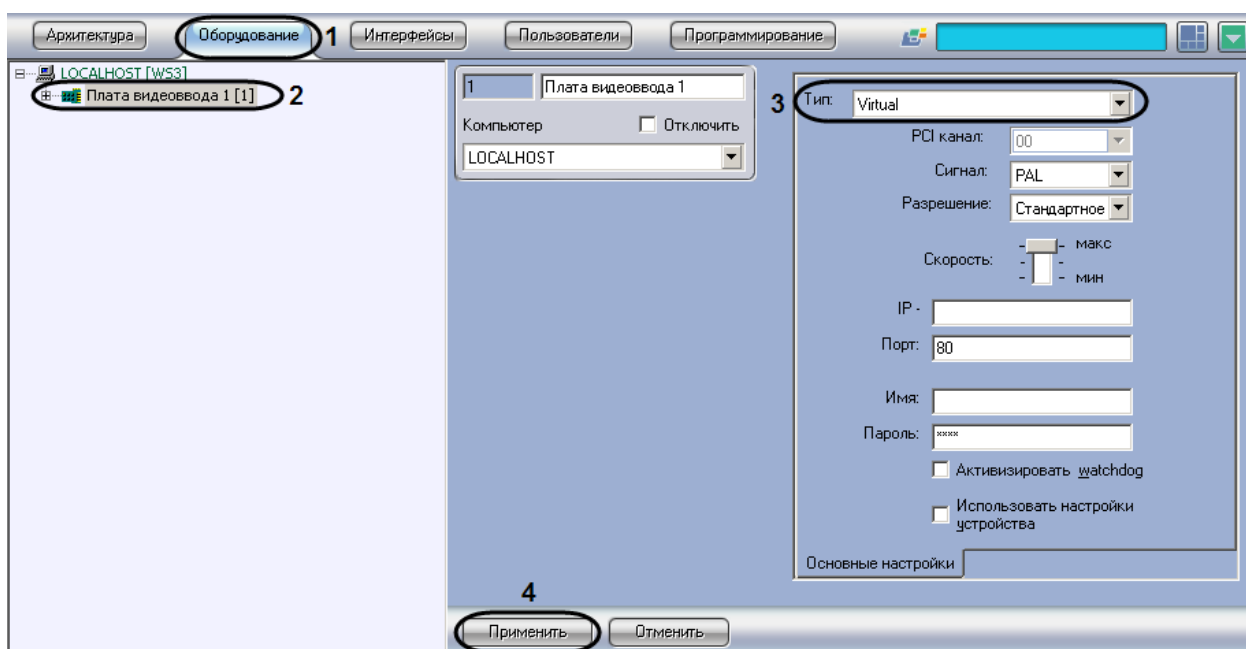 Архитектура Оборудование 1 Интерфейсы Пользователи Программирование
LOCALHOST [WS3]
Плата видеоввода 1 [1] 2
1 Плата видеоввода 1
Компьютер Отключить
LOCALHOST
3 Тип: Virtual
PCI канал: 00
Сигнал: PAL
Разрешение: Стандартное
Скорость: макс
мин
IP -
Порт: 80
Имя:
Пароль: ××××
Активизировать watchdog
Использовать настройки
устройства
Основные настройки
4
Применить Отменить